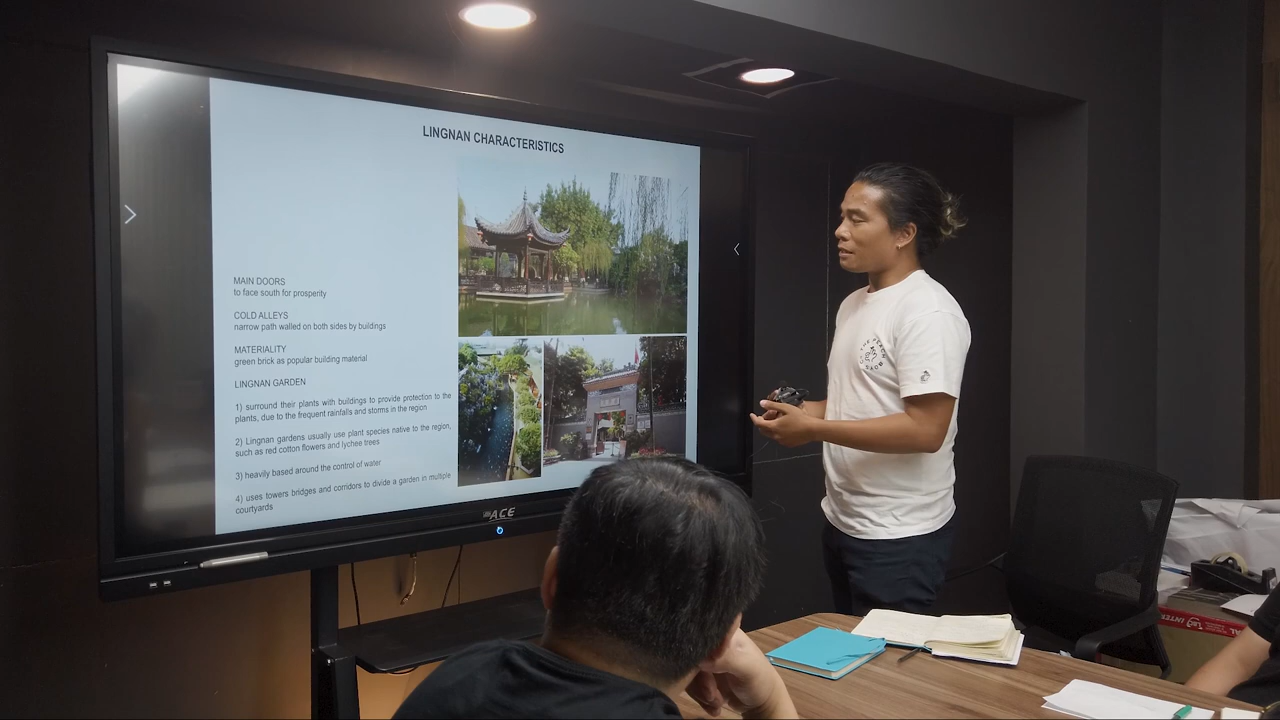 LINGNAN CHARACTERISTICS
MAIN DOORS
to face south for prosperity
COLD ALLEYS
narrow path walled on both sides by buildings
MATERIALITY
green brick as popular building material
LINGNAN GARDEN
1) surround their plants with buildings to provide protection to the
plants, due to the frequent rainfalls and storms in the region
2) Lingnan gardens usually use plant species native to the region,
such as red cotton flowers and lychee trees
3) heavily based around the control of water
4) uses towers bridges and corridors to divide a garden in multiple
courtyards
ACE